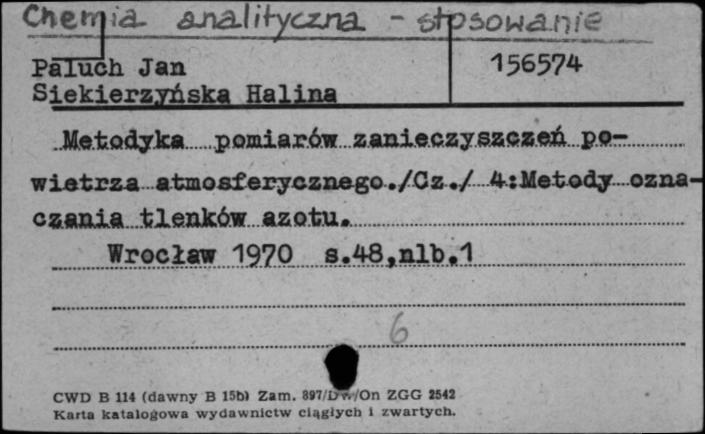 Chemia analityczna - stosowanie
Paluch Jan 156574
Siekierzyńska Halina
Metodyka pomiarów zanieczyszczeń po-
wietrza atmosferycznego./Cz./ 4:Metody ozna-
czania tlenków azotu.
Wrocław 1970 s.48,nlb.1
6
CWD B 114 (dawny B 15b) Zam. 897/Dw/On ZGG 2542
Karta katalogowa wydawnictw ciągłych i zwartych.